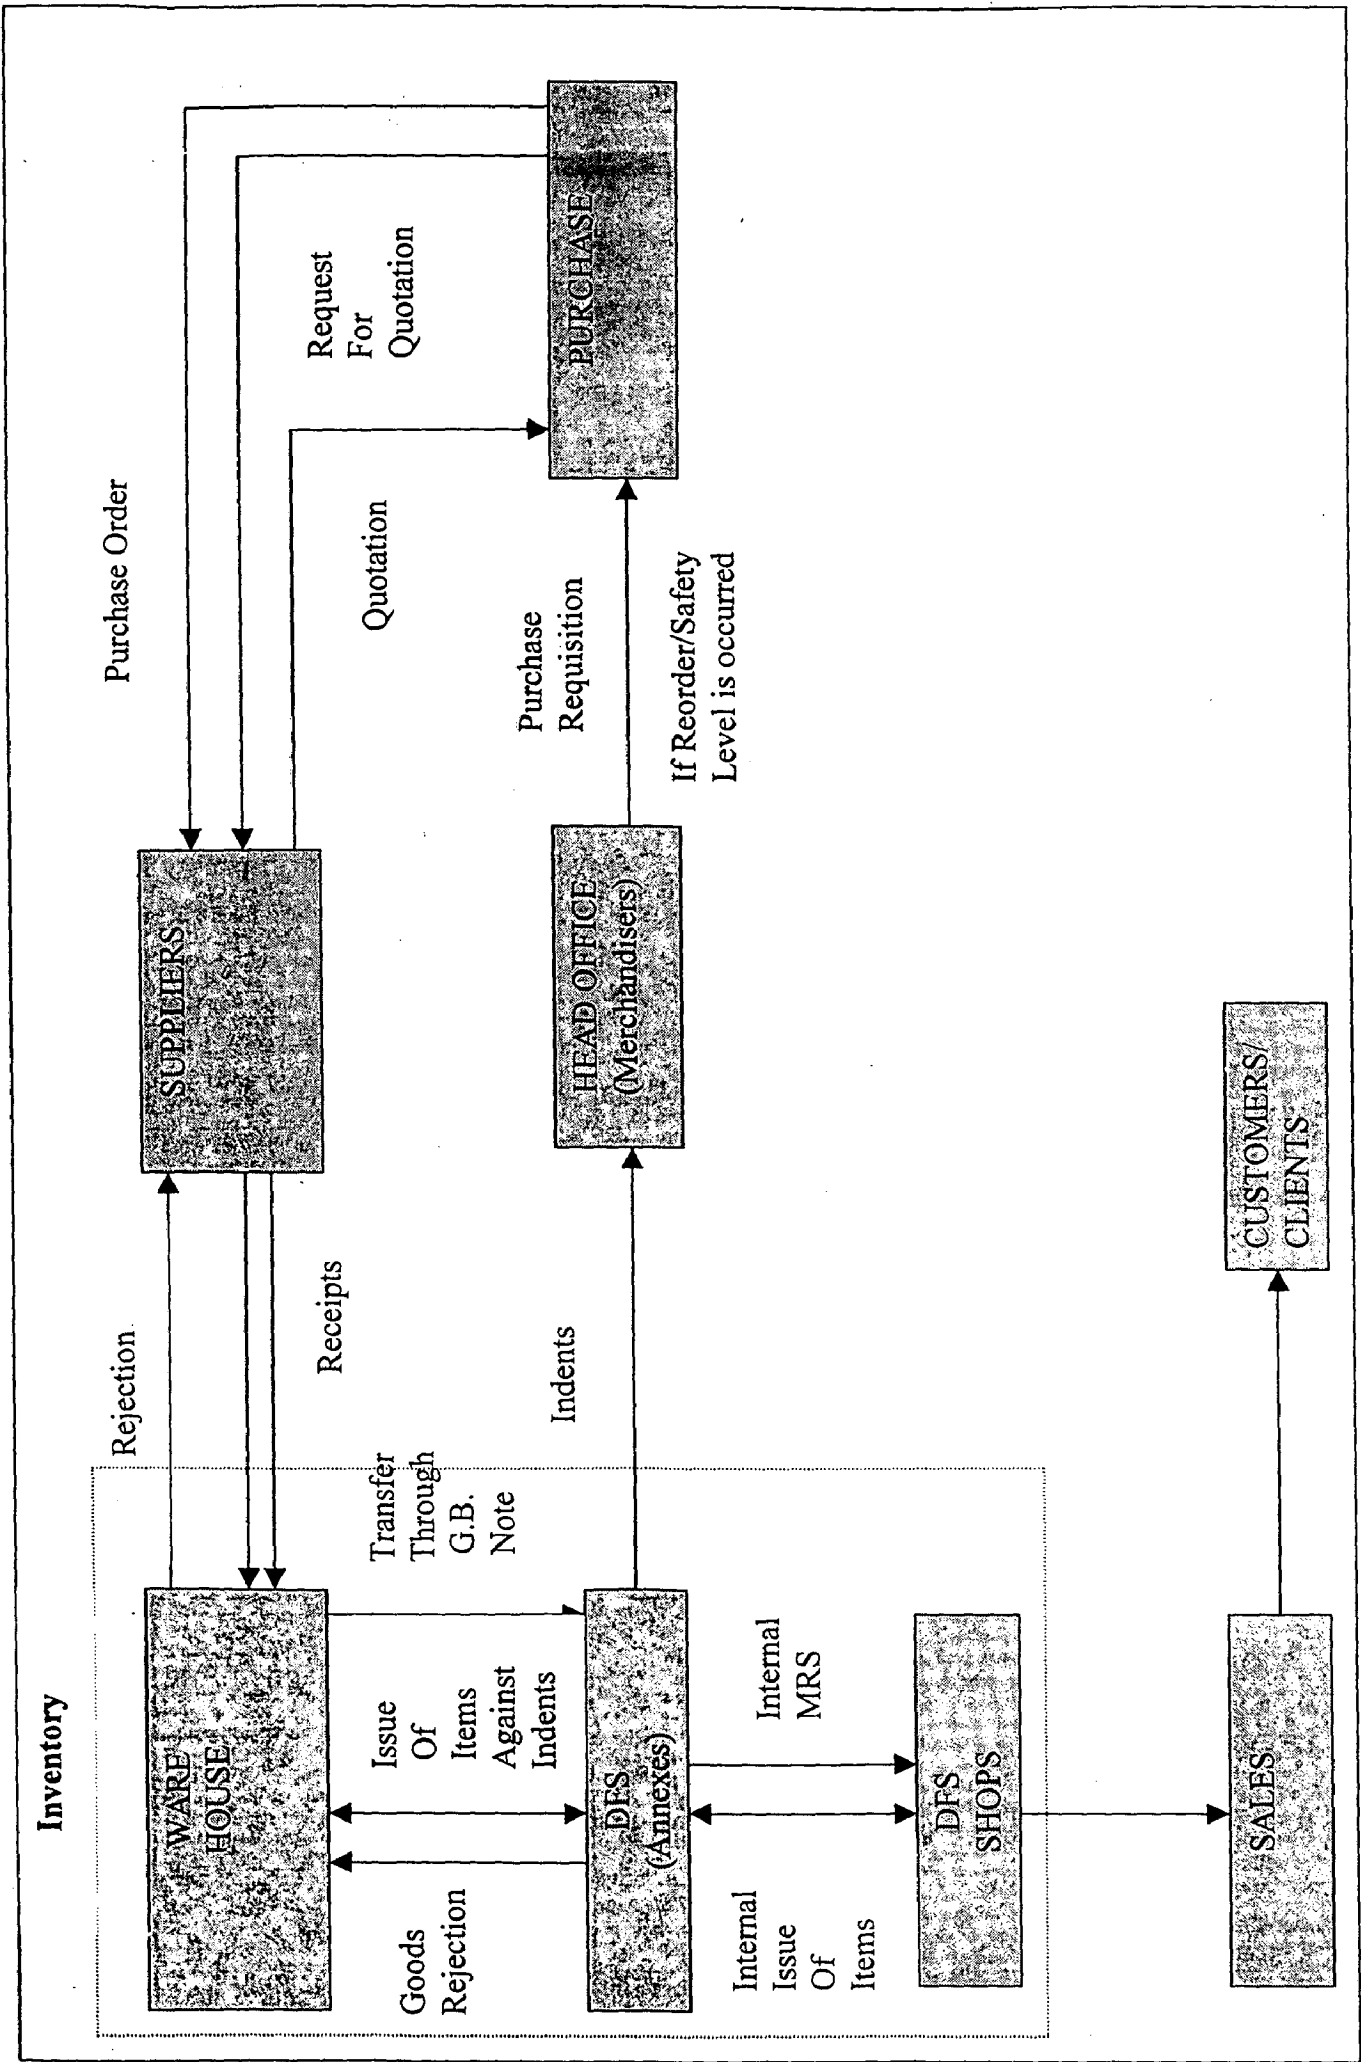 Inventory
WARE
HOUSE
Rejection
Receipts
SUPPLIERS
Purchase Order
Request
For
Quotation
Quotation
Goods
Rejection
Issue
Of
Items
Against
Indents
Transfer
Through
G.B.
Note
DFS
(Annexes)
Indents
HEAD OFFICE
(Merchandisers)
Purchase
Requisition
If Reorder/Safety
Level is occurred
PURCHASE
Internal
Issue
Of
Items
Internal
MRS
DFS
SHOPS
SALES
CUSTOMERS/
CLIENTS